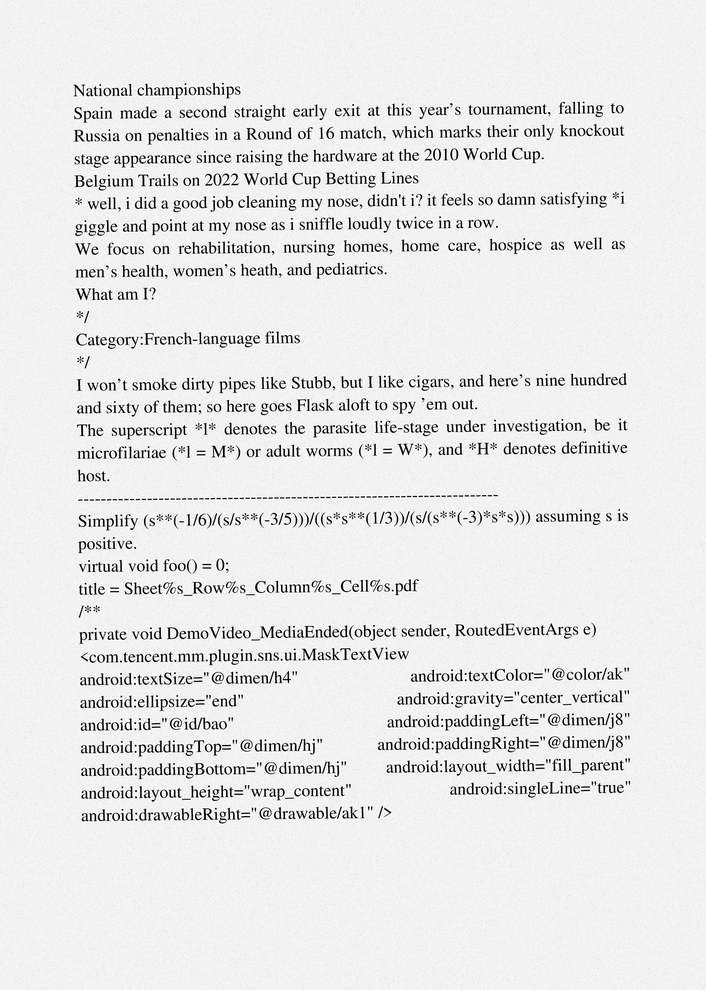 National championships
Spain made a second straight early exit at this year’s tournament, falling to
Russia on penalties in a Round of 16 match, which marks their only knockout
stage appearance since raising the hardware at the 2010 World Cup.
Belgium Trails on 2022 World Cup Betting Lines
* well, i did a good job cleaning my nose, didn't i? it feels so damn satisfying *i
giggle and point at my nose as i sniffle loudly twice in a row.
We focus on rehabilitation, nursing homes, home care, hospice as well as
men’s health, women’s heath, and pediatrics.
What am I?
*/
Category:French-language films
*/
I won’t smoke dirty pipes like Stubb, but I like cigars, and here’s nine hundred
and sixty of them; so here goes Flask aloft to spy ’em out.
The superscript *l* denotes the parasite life-stage under investigation, be it
microfilariae (*l = M*) or adult worms (*l = W*), and *H* denotes definitive
host.
-------------------------------------------------------------------------
Simplify (s**(-1/6)/(s/s**(-3/5)))/((s*s**(1/3))/(s/(s**(-3)*s*s))) assuming s is
positive.
virtual void foo() = 0;
title = Sheet%s_Row%s_Column%s_Cell%s.pdf
/**
private void DemoVideo_MediaEnded(object sender, RoutedEventArgs e)
<com.tencent.mm.plugin.sns.ui.MaskTextView
android:textSize="@dimen/h4" android:textColor="@color/ak"
android:ellipsize="end" android:gravity="center_vertical"
android:id="@id/bao" android:paddingLeft="@dimen/j8"
android:paddingTop="@dimen/hj" android:paddingRight="@dimen/j8"
android:paddingBottom="@dimen/hj" android:layout_width="fill_parent"
android:layout_height="wrap_content" android:singleLine="true"
android:drawableRight="@drawable/ak1" />